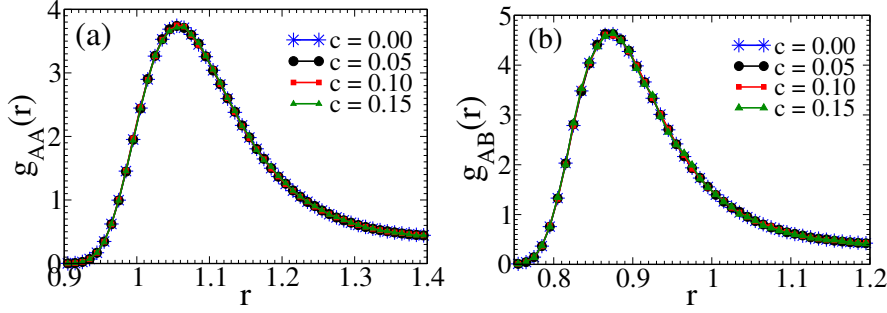 (a)
c = 0.00
c = 0.05
c = 0.10
c = 0.15
g_AA(r)
4
3
2
1
0
0.9 1 1.1 1.2 1.3 1.4
r
(b)
c = 0.00
c = 0.05
c = 0.10
c = 0.15
g_AB(r)
5
4
3
2
1
0
0.8 0.9 1 1.1 1.2
r